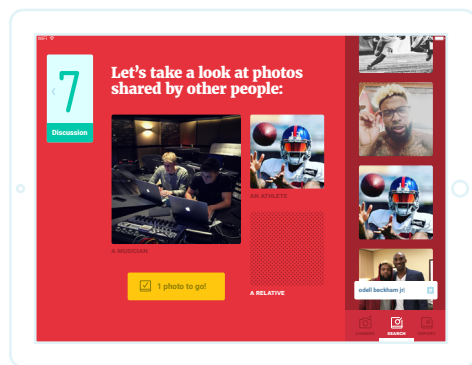 7
Discussion
Let's take a look at photos
shared by other people:
A MUSICIAN
AN ATHLETE
A RELATIVE
1 photo to go!
odell beckham jr
SEARCH